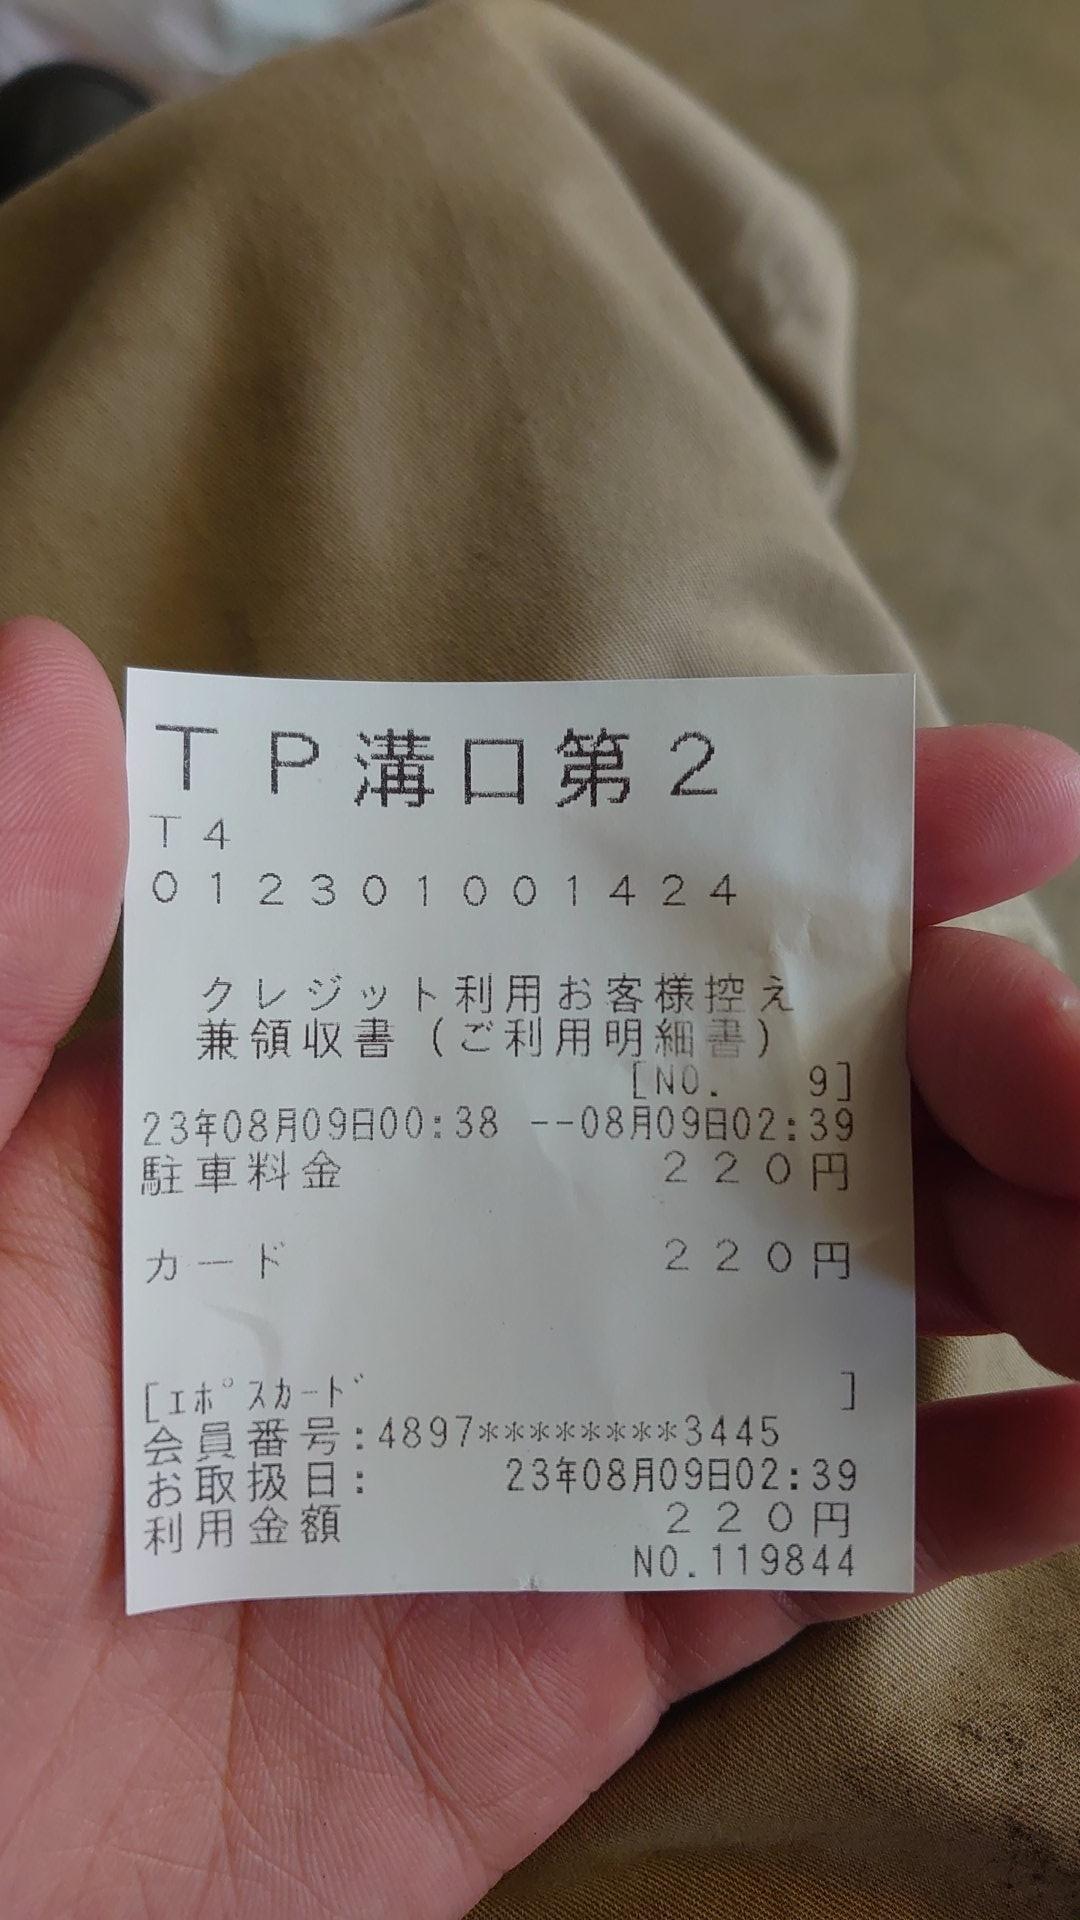 ＴＰ溝口第２
Ｔ４
０１２３０１００１４２４
クレジット利用お客様控え
兼領収書（ご利用明細書）
[NO.　9]
23年08月09日00:38 --08月09日02:39
駐車料金　２２０円
カード　２２０円
[ｴﾎﾟｽｶｰﾄﾞ ]
会員番号:4897********3445
お取扱日:　23年08月09日02:39
利用金額　２２０円
NO.119844